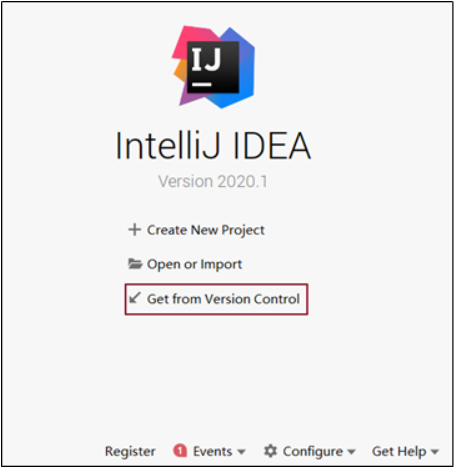 IJ
IntelliJ IDEA
Version 2020.1
Create New Project
Open or Import
Get from Version Control
Register 1 Events Configure Get Help